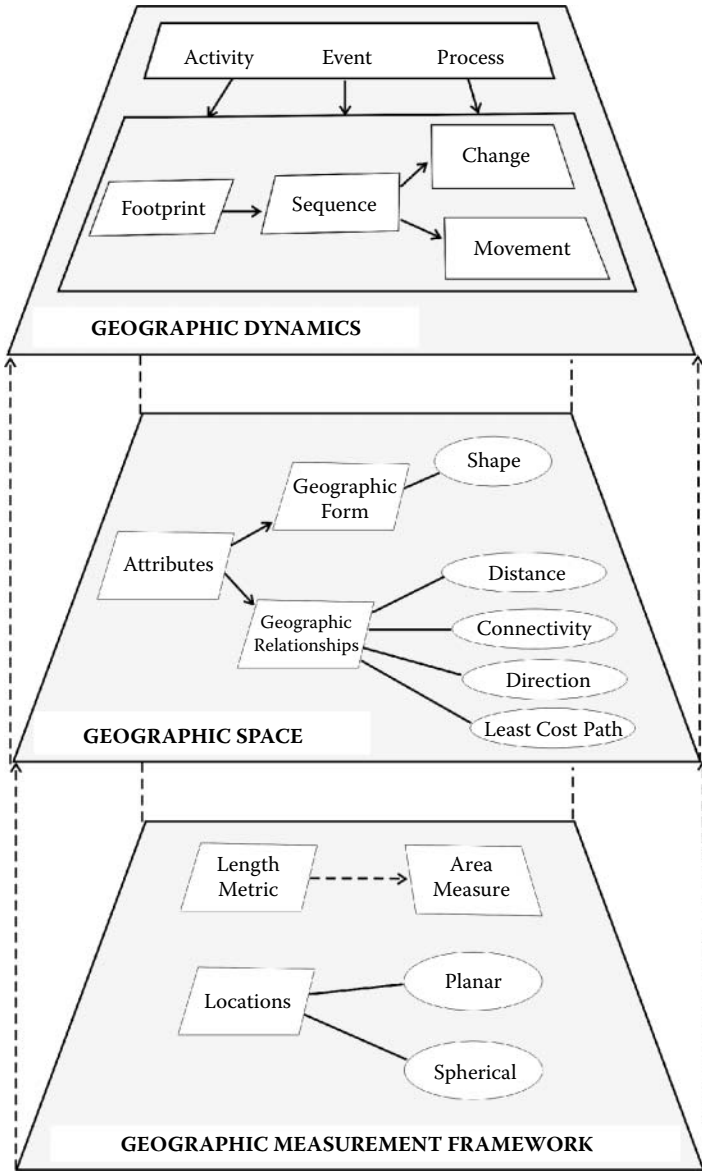 Activity Event Process
Change
Footprint
Sequence
Movement
GEOGRAPHIC DYNAMICS
Shape
Geographic
Form
Attributes
Distance
Geographic
Relationships
Connectivity
Direction
Least Cost Path
GEOGRAPHIC SPACE
Length
Metric
Area
Measure
Locations
Planar
Spherical
GEOGRAPHIC MEASUREMENT FRAMEWORK